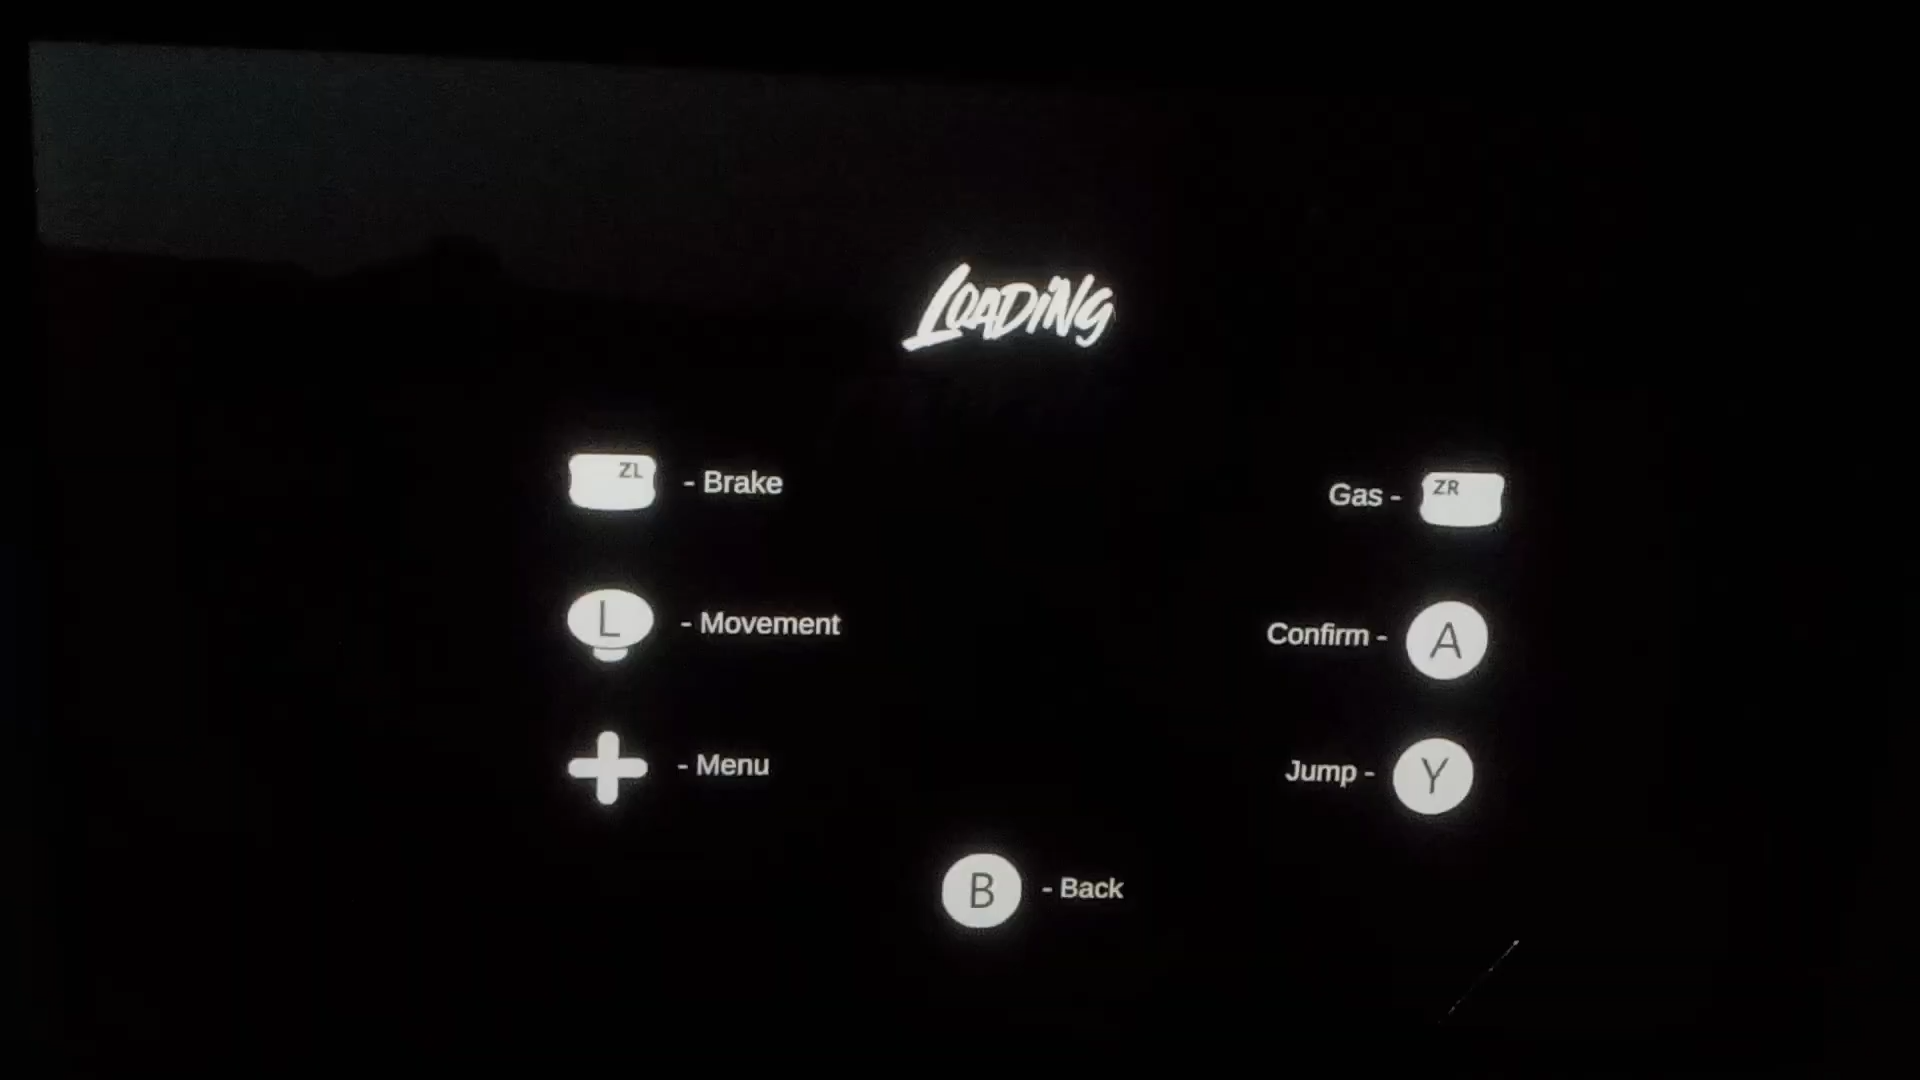 LOADING
ZL - Brake
Gas - ZR
L - Movement
Confirm - A
- Menu
Jump - Y
B - Back